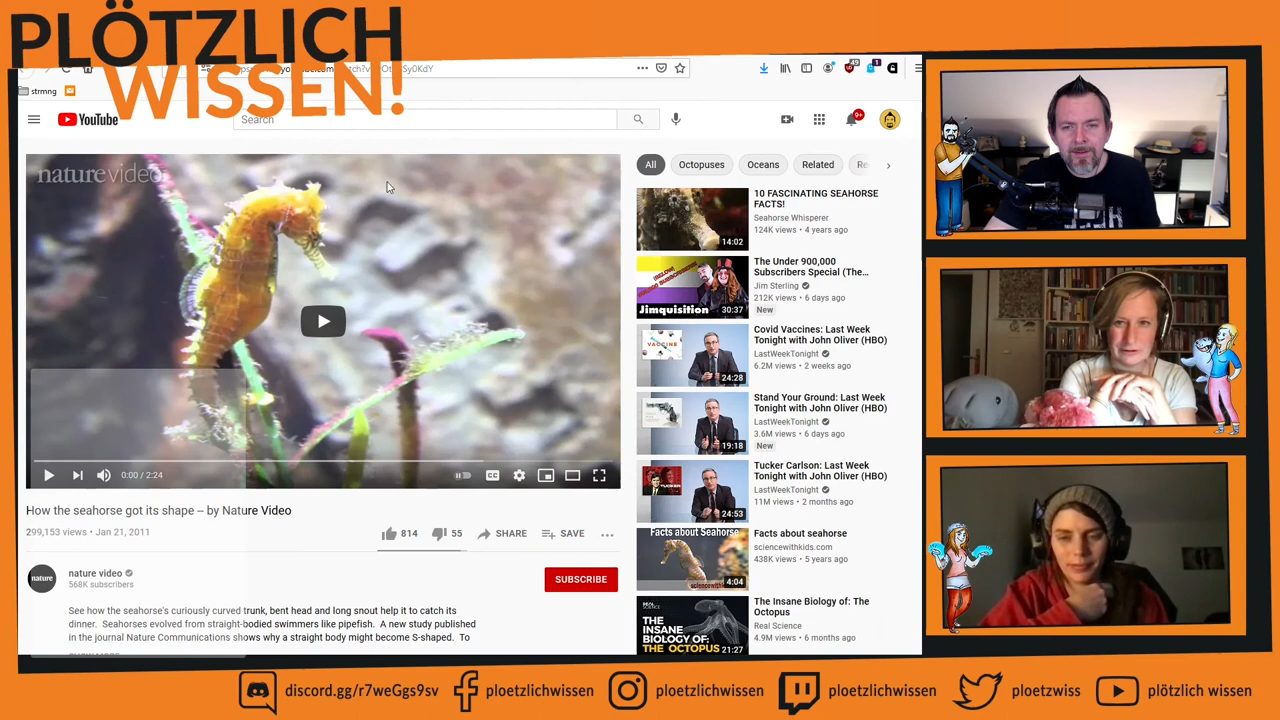 PLÖTZLICH
WISSEN!
strmng
49
1
YouTube
Search
9+
nature video
All
Octopuses
Oceans
Related
Re
10 FASCINATING SEAHORSE
FACTS!
Seahorse Whisperer
124K views • 4 years ago
14:02
The Under 900,000
Subscribers Special (The…
Jim Sterling
212K views • 6 days ago
New
Jimquisition
30:37
Covid Vaccines: Last Week
Tonight with John Oliver (HBO)
LastWeekTonight
6.2M views • 2 weeks ago
VACCINE
24:28
Stand Your Ground: Last Week
Tonight with John Oliver (HBO)
LastWeekTonight
3.6M views • 6 days ago
New
19:18
Tucker Carlson: Last Week
Tonight with John Oliver (HBO)
LastWeekTonight
11M views • 2 months ago
TUCKER
24:53
Facts about seahorse
sciencewithkids.com
438K views • 5 years ago
Facts about Seahorse
4:04
The Insane Biology of: The
Octopus
Real Science
4.9M views • 6 months ago
REAL
SCIENCE
THE
INSANE
BIOLOGY OF:
THE OCTOPUS
21:27
0:00 / 2:24
CC
How the seahorse got its shape – by Nature Video
299,153 views • Jan 21, 2011
814
55
SHARE
SAVE
nature
nature video
568K subscribers
SUBSCRIBE
See how the seahorse's curiously curved trunk, bent head and long snout help it to catch its
dinner. Seahorses evolved from straight-bodied swimmers like pipefish. A new study published
in the journal Nature Communications shows why a straight body might become S-shaped. To
discord.gg/r7weGgs9sv
ploetzlichwissen
ploetzlichwissen
ploetzlichwissen
ploetzwiss
plötzlich wissen